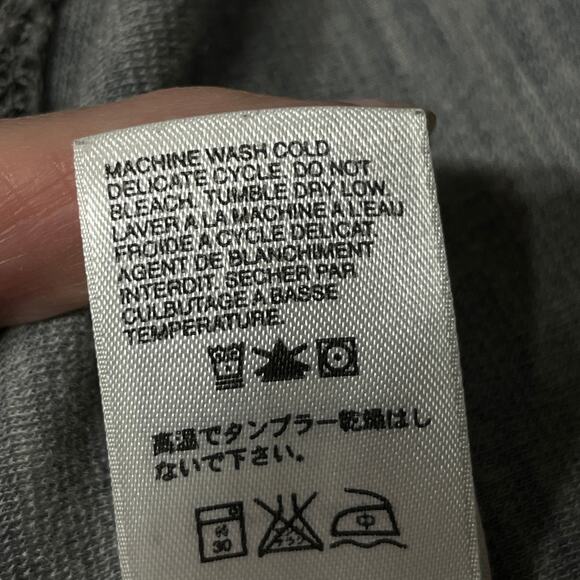 MACHINE WASH COLD,
DELICATE CYCLE. DO NOT
BLEACH. TUMBLE DRY LOW.
LAVER A LA MACHINE A L'EAU
FROIDE A CYCLE DELICAT.
AGENT DE BLANCHIMENT
INTERDIT. SECHER PAR
CULBUTAGE A BASSE
TEMPERATURE.
高温でタンブラー乾燥はし
ないで下さい。
30 中